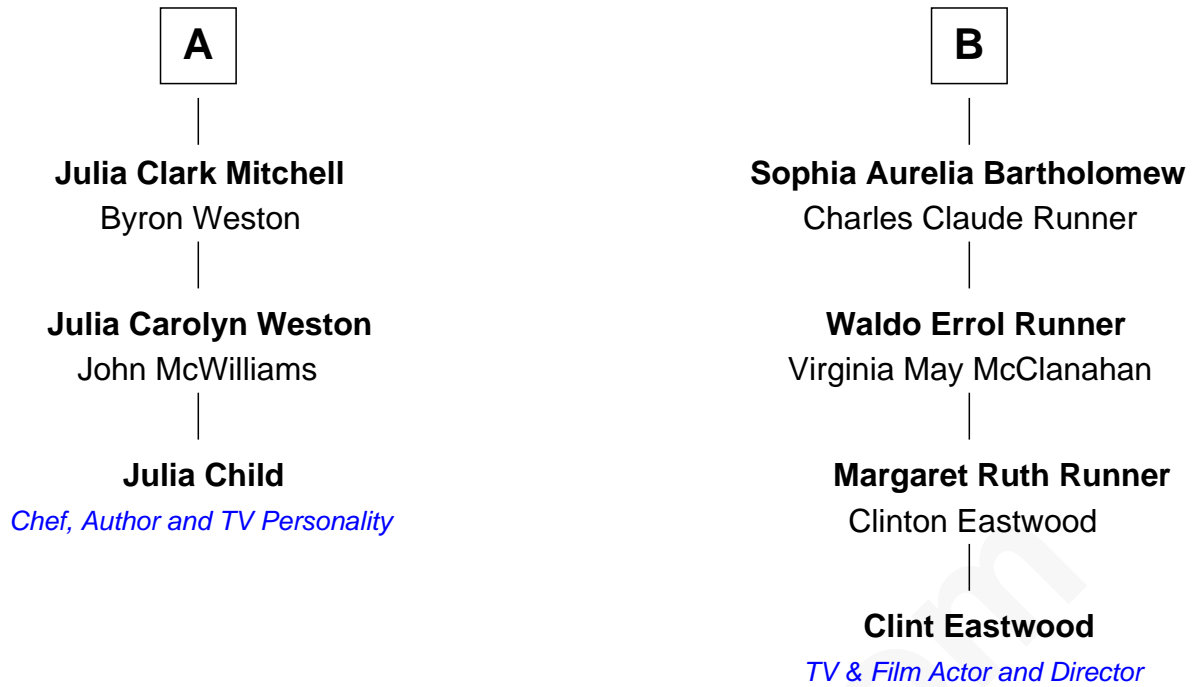 A
Julia Clark Mitchell
Byron Weston
Julia Carolyn Weston
John McWilliams
Julia Child
Chef, Author and TV Personality
B
Sophia Aurelia Bartholomew
Charles Claude Runner
Waldo Errol Runner
Virginia May McClanahan
Margaret Ruth Runner
Clinton Eastwood
Clint Eastwood
TV & Film Actor and Director